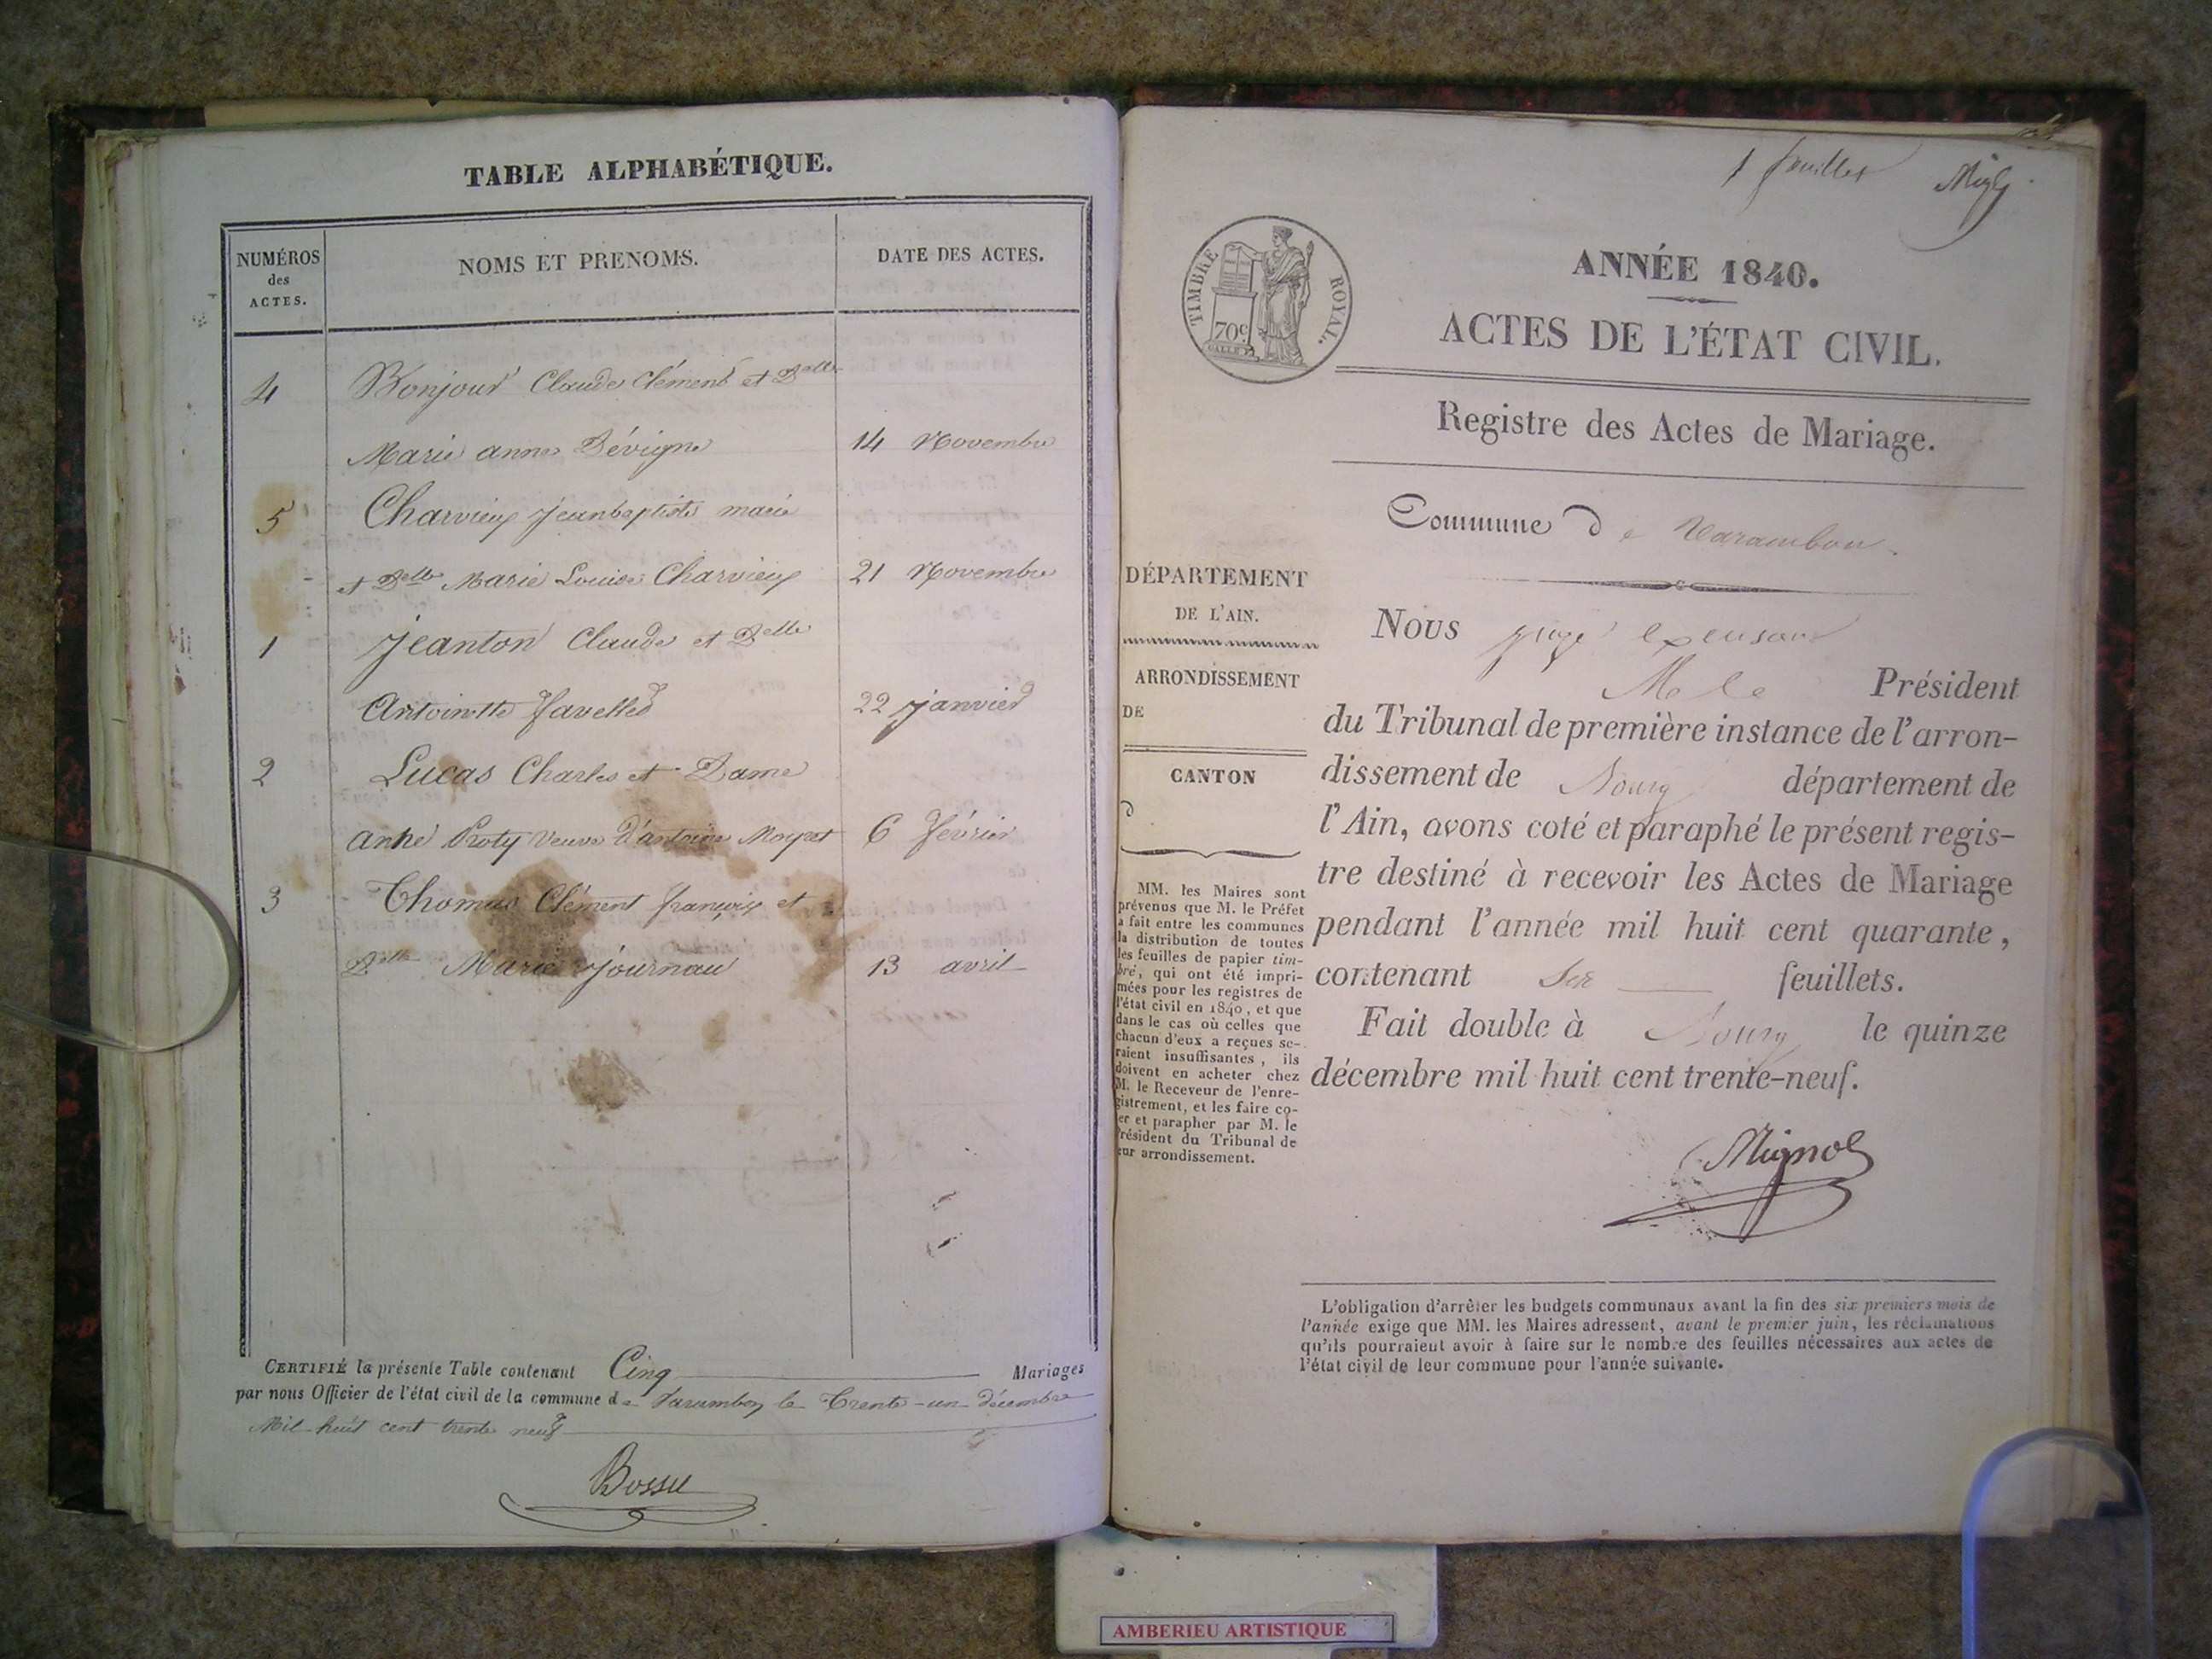 TABLE ALPHABÉTIQUE.
NUMÉROS
des
ACTES.
NOMS ET PRENOMS.
DATE DES ACTES.
4 Bonjour Claude Clément et Delle
Marie anne 14 Novembre
5 Charvieux Jeanbaptiste marie
et Delle Marie Louise Charvieux 21 Novembre
1 Jeanton Claude et Delle
Antoinette Favelle 22 janvier
2 Lucas Charles et Dame
anne Proty veuve d'antoine Moyret 6 février
3 Thomas Clément françois et
Delle Marie Journau 13 avril
CERTIFIÉ la présente Table contenant Cinq Mariages
par nous Officier de l'état civil de la commune de Varambon le Trente-un décembre
Mil-huit cent trente neuf
Bossu
1 feuillet
ANNÉE 1840.
TIMBRE ROYAL.
70c
ACTES DE L'ÉTAT CIVIL.
Registre des Actes de Mariage.
Commune de Varambon.
DÉPARTEMENT
DE L'AIN.
ARRONDISSEMENT
DE
CANTON
d
MM. les Maires sont
prévenus que M. le Préfet
a fait entre les communes
la distribution de toutes
les feuilles de papier tim-
bré, qui ont été impri-
mées pour les registres de
l'état civil en 1840, et que
dans le cas où celles que
chacun d'eux a reçues se-
raient insuffisantes, ils
doivent en acheter chez
M. le Receveur de l'enre-
gistrement, et les faire co-
ter et parapher par M. le
Président du Tribunal de
leur arrondissement.
Nous juge
M. le Président
du Tribunal de première instance de l'arron-
dissement de Bourg département de
l'Ain, avons coté et paraphé le présent regis-
tre destiné à recevoir les Actes de Mariage
pendant l'année mil huit cent quarante,
contenant feuillets.
Fait double à Bourg le quinze
décembre mil huit cent trente-neuf.
L'obligation d'arrêter les budgets communaux avant la fin des six premiers mois de
l'année exige que MM. les Maires adressent, avant le premier juin, les réclamations
qu'ils pourraient avoir à faire sur le nombre des feuilles nécessaires aux actes de
l'état civil de leur commune pour l'année suivante.
AMBERIEU ARTISTIQUE